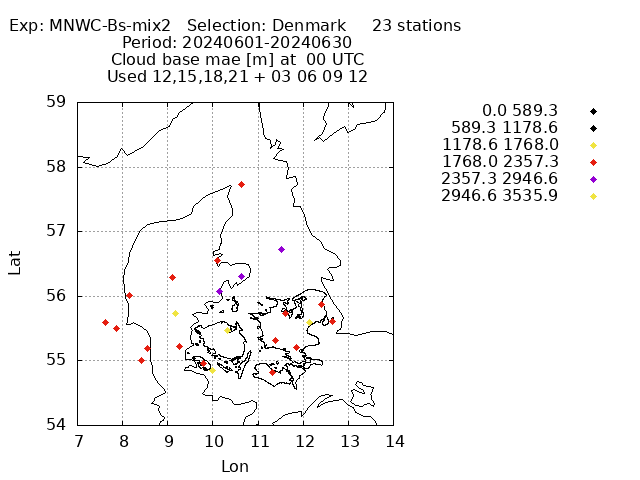 Exp: MNWC-Bs-mix2 Selection: Denmark 23 stations
Period: 20240601-20240630
Cloud base mae [m] at 00 UTC
Used 12,15,18,21 + 03 06 09 12
0.0 589.3
589.3 1178.6
1178.6 1768.0
1768.0 2357.3
2357.3 2946.6
2946.6 3535.9
59
58
57
56
55
54
Lat
7 8 9 10 11 12 13 14
Lon